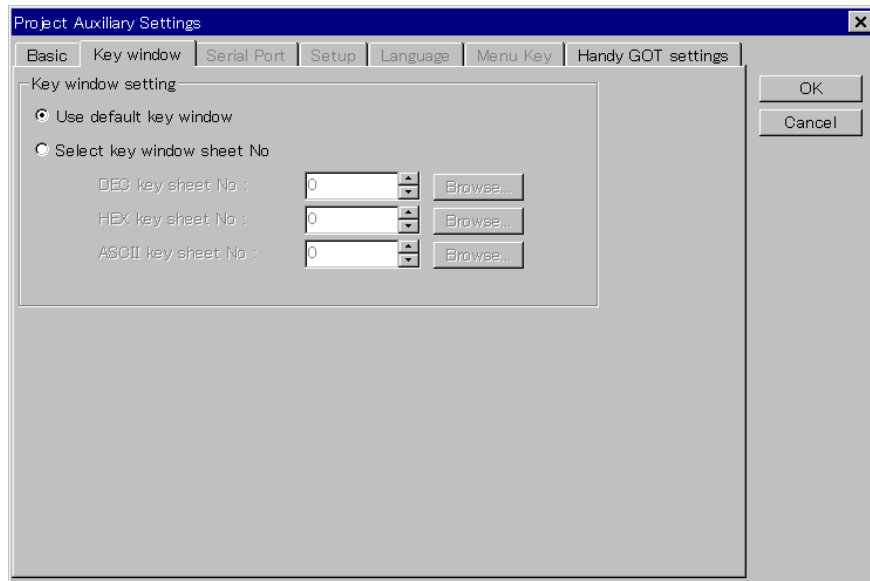 Project Auxiliary Settings
Basic Key window Serial Port Setup Language Menu Key Handy GOT settings
Key window setting
OK
Use default key window
Cancel
Select key window sheet No
DEC key sheet No : 0 Browse...
HEX key sheet No : 0 Browse...
ASCII key sheet No : 0 Browse...